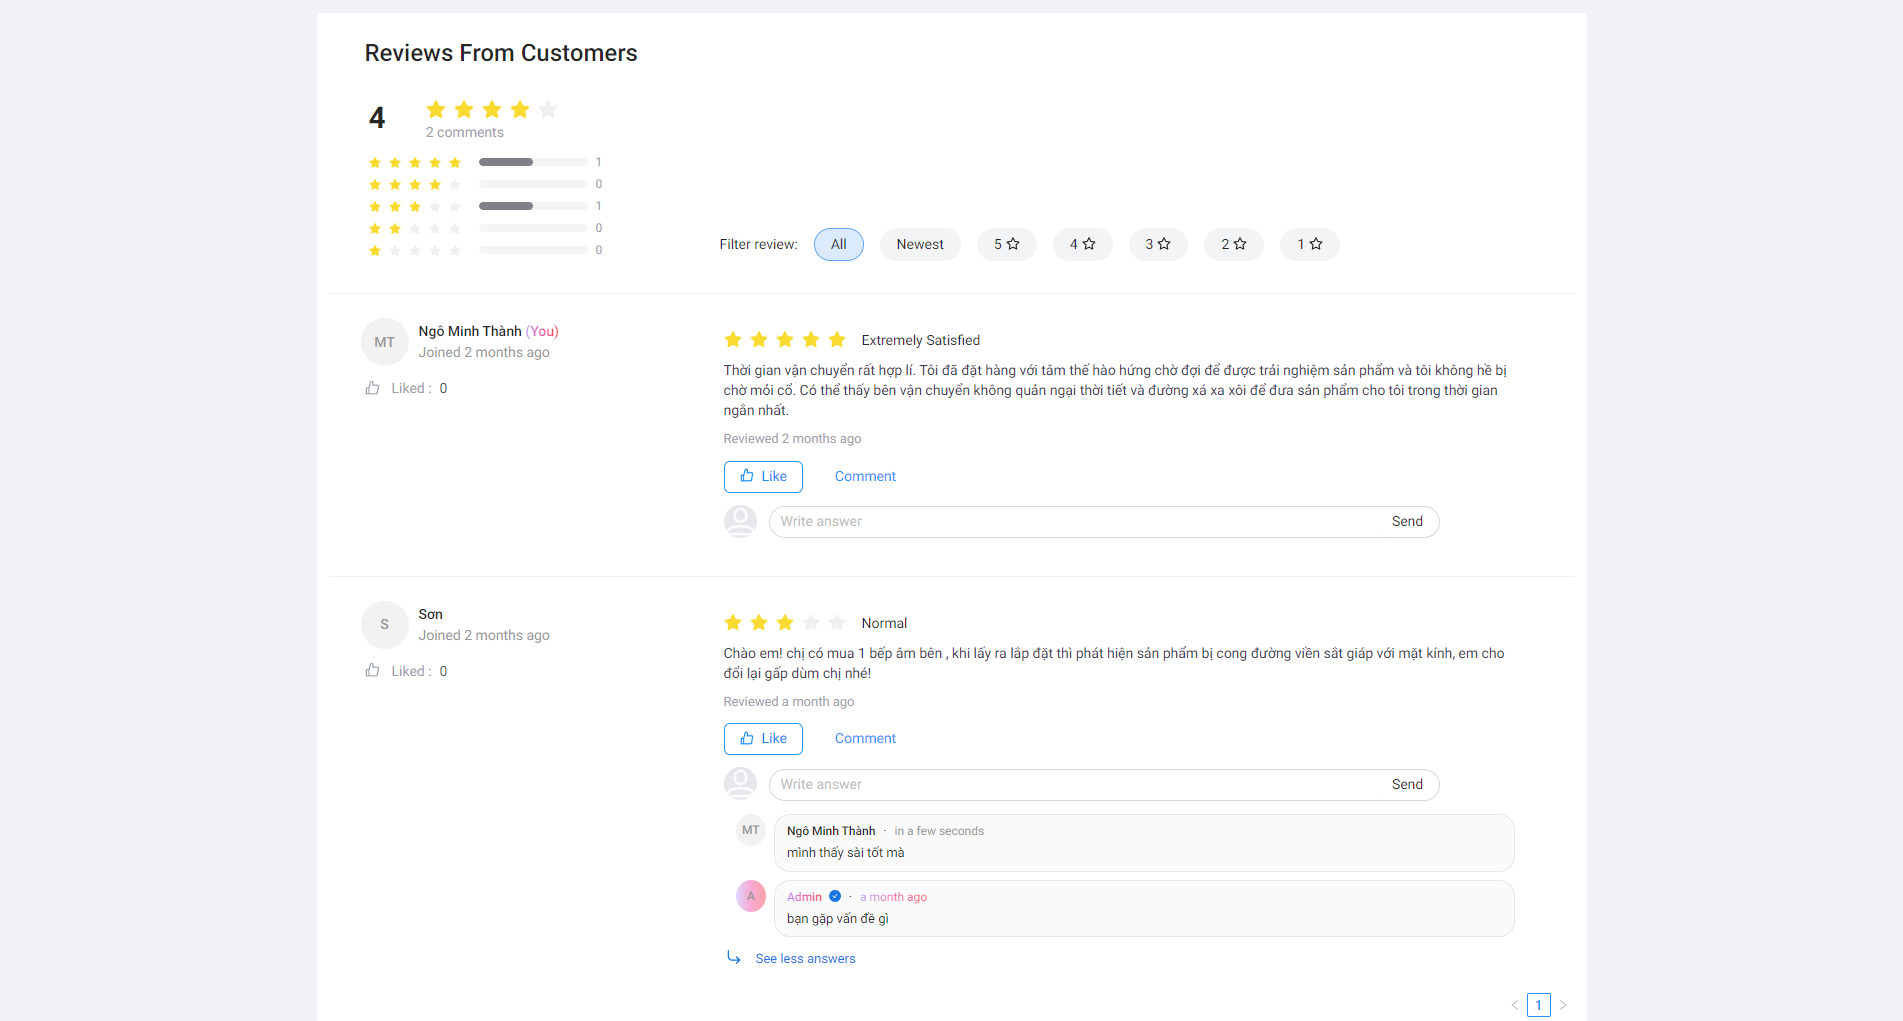 Reviews From Customers
4
2 comments
1
0
1
0
0
Filter review: All Newest 5 4 3 2 1
MT
Ngô Minh Thành (You)
Joined 2 months ago
Liked : 0
Extremely Satisfied
Thời gian vận chuyển rất hợp lí. Tôi đã đặt hàng với tâm thế hào hứng chờ đợi để được trải nghiệm sản phẩm và tôi không hề bị
chờ mỏi cổ. Có thể thấy bên vận chuyển không quản ngại thời tiết và đường xá xa xôi để đưa sản phẩm cho tôi trong thời gian
ngắn nhất.
Reviewed 2 months ago
Like Comment
Write answer Send
S
Sơn
Joined 2 months ago
Liked : 0
Normal
Chào em! chị có mua 1 bếp âm bên , khi lấy ra lắp đặt thì phát hiện sản phẩm bị cong đường viền sắt giáp với mặt kính, em cho
đổi lại gấp dùm chị nhé!
Reviewed a month ago
Like Comment
Write answer Send
MT
Ngô Minh Thành · in a few seconds
mình thấy sài tốt mà
A
Admin · a month ago
bạn gặp vấn đề gì
See less answers
< 1 >